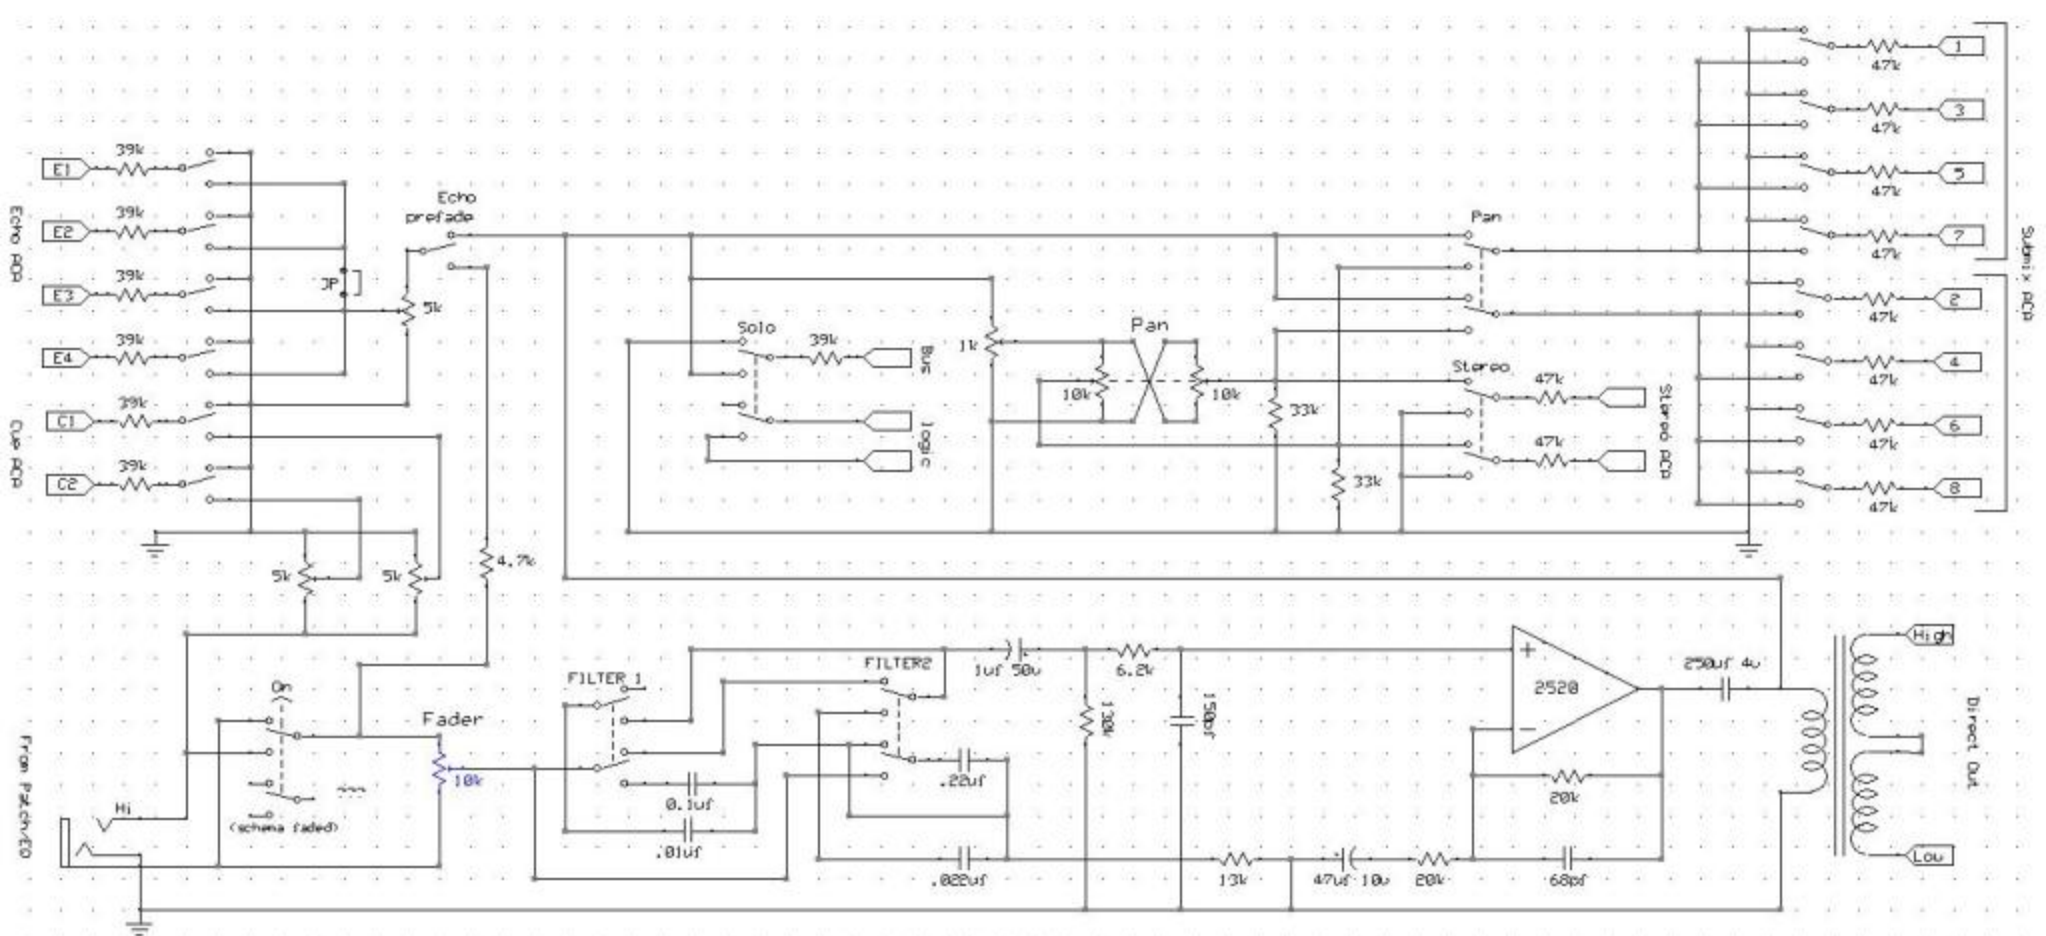 1
47k
3
47k
5
47k
7
47k
2
47k
4
47k
6
47k
8
47k
Submix ACA
E1
39k
E2
39k
E3
39k
E4
39k
C1
39k
C2
39k
Echo ACA
Cue ACA
JP
Echo
prefade
5k
Solo
39k
Bus
logic
1k
Pan
10k
10k
33k
33k
Pan
Stereo
47k
47k
Stereo ACA
5k
5k
4.7k
On
???
(schema faded)
Hi
From Patch/EQ
Fader
10k
FILTER 1
0.1uf
.01uf
FILTER2
.22uf
.022uf
1uf 50v
6.2k
130k
150pf
13k
47uf 10v
20k
2520
+
-
20k
68pf
250uf 4v
High
Low
Direct Out